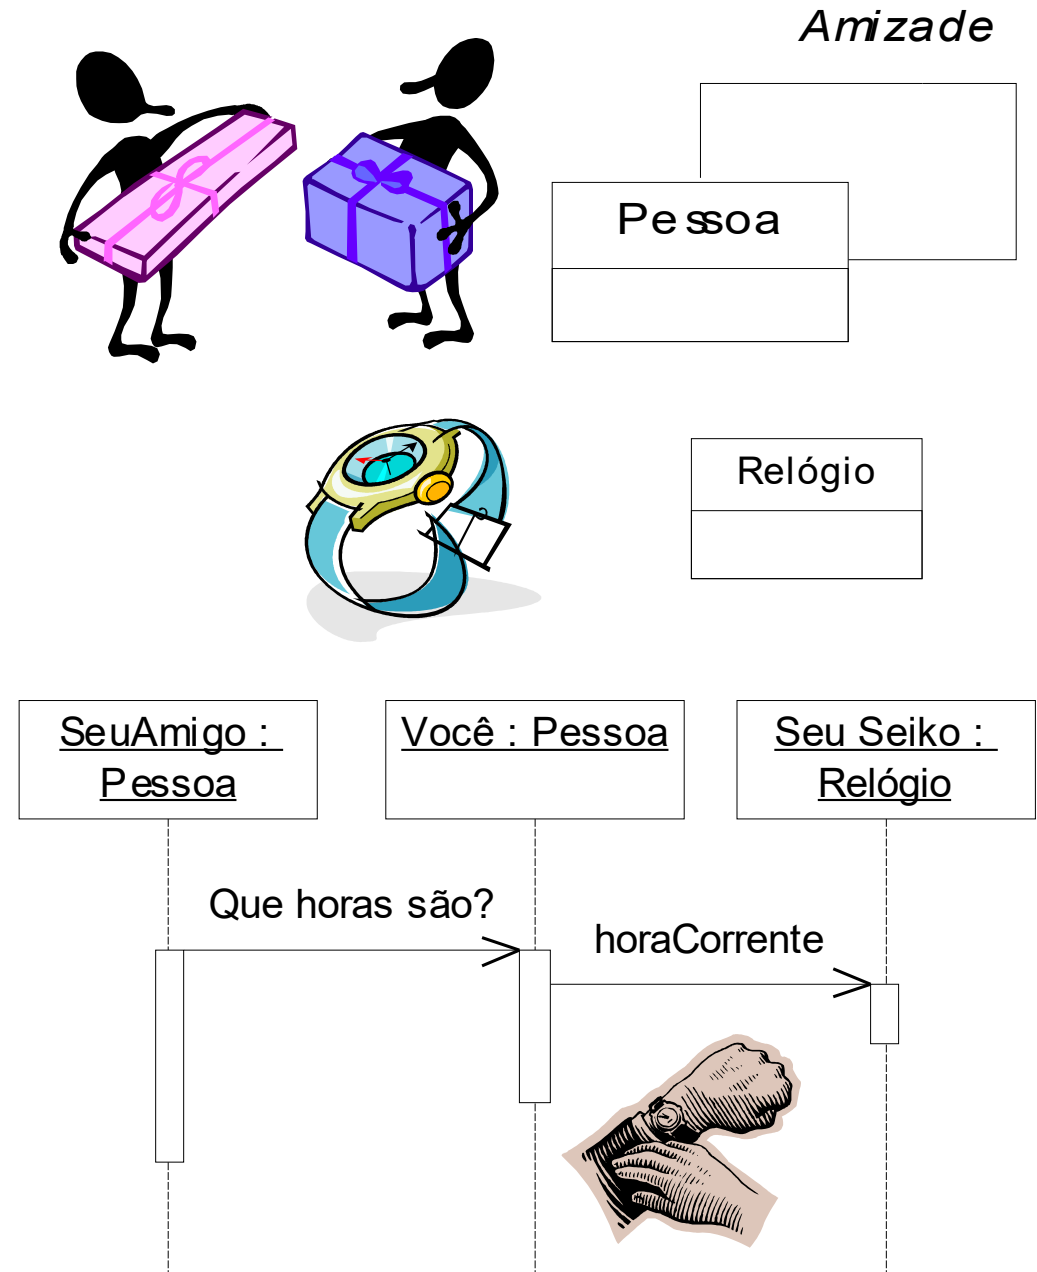 Amizade
Pessoa
Relógio
SeuAmigo :
Pessoa
Você : Pessoa
Seu Seiko :
Relógio
Que horas são?
horaCorrente